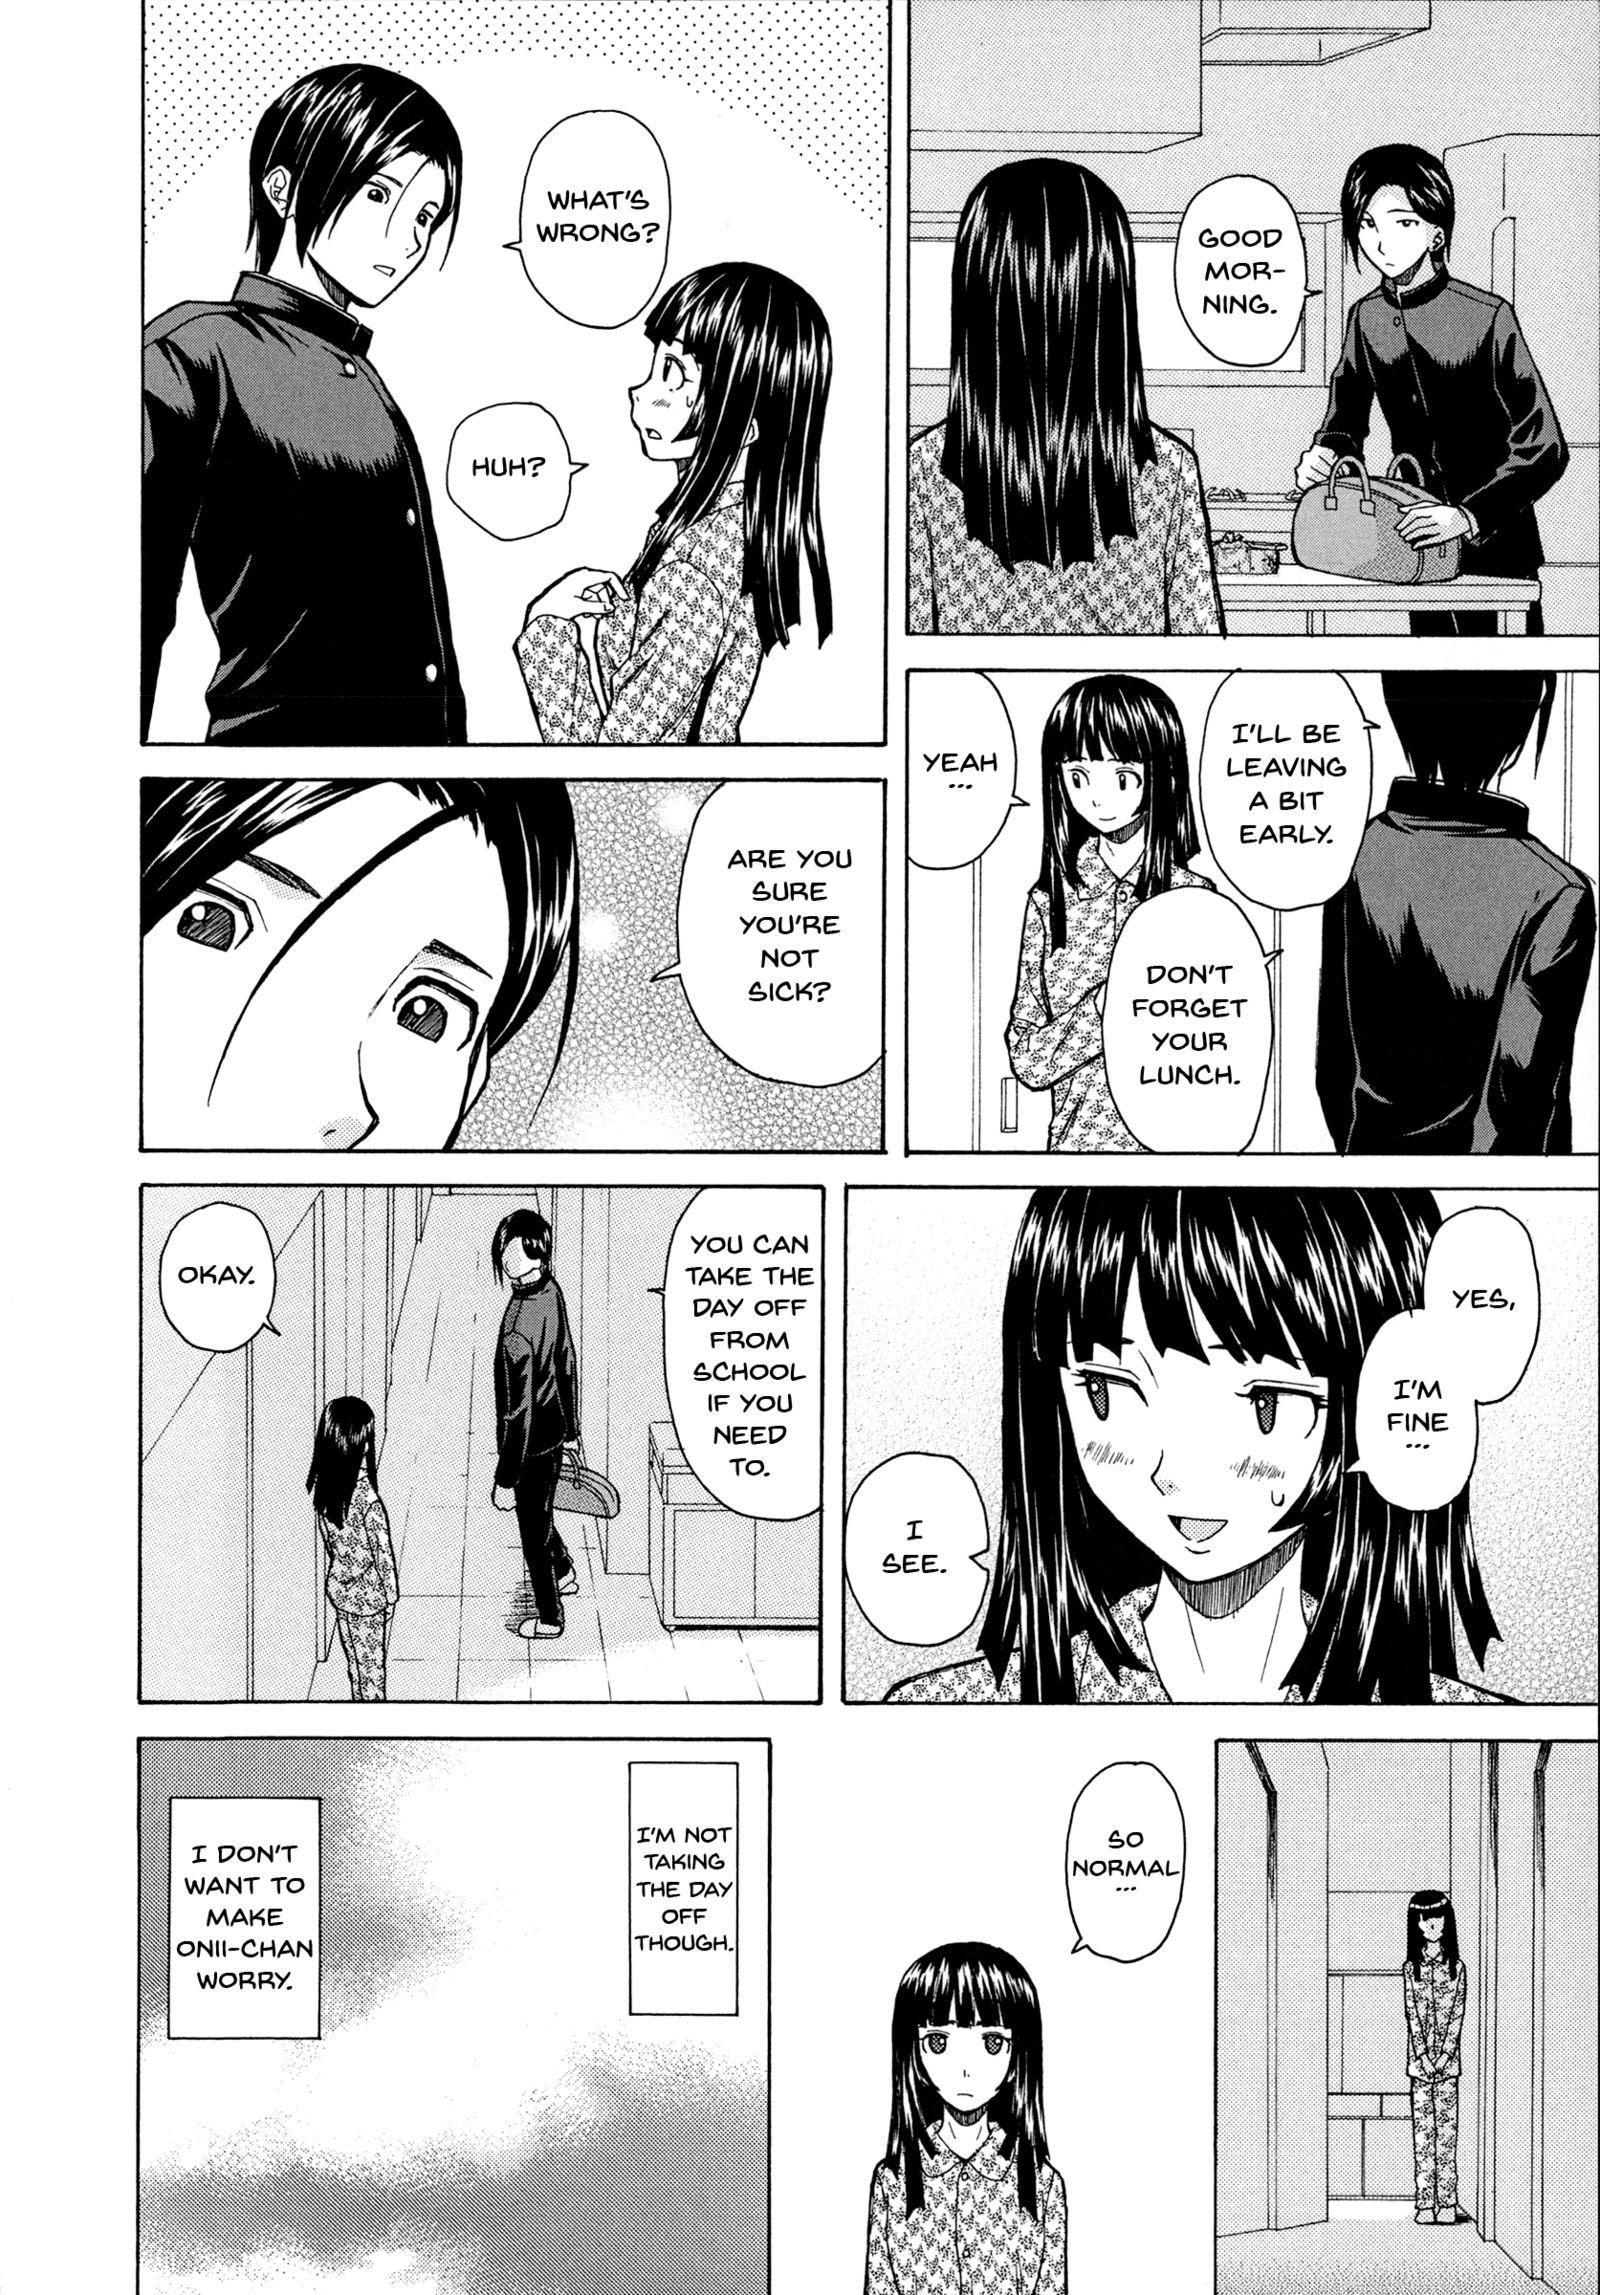 GOOD
MOR-
NING.
WHAT'S
WRONG?
HUH?
I'LL BE
LEAVING
A BIT
EARLY.
YEAH
...
DON'T
FORGET
YOUR
LUNCH.
ARE YOU
SURE
YOU'RE
NOT
SICK?
YES,
I'M
FINE
...
I
SEE.
YOU CAN
TAKE THE
DAY OFF
FROM
SCHOOL
IF YOU
NEED
TO.
OKAY.
SO
NORMAL
...
I'M NOT
TAKING
THE DAY
OFF
THOUGH.
I DON'T
WANT TO
MAKE
ONII-CHAN
WORRY.